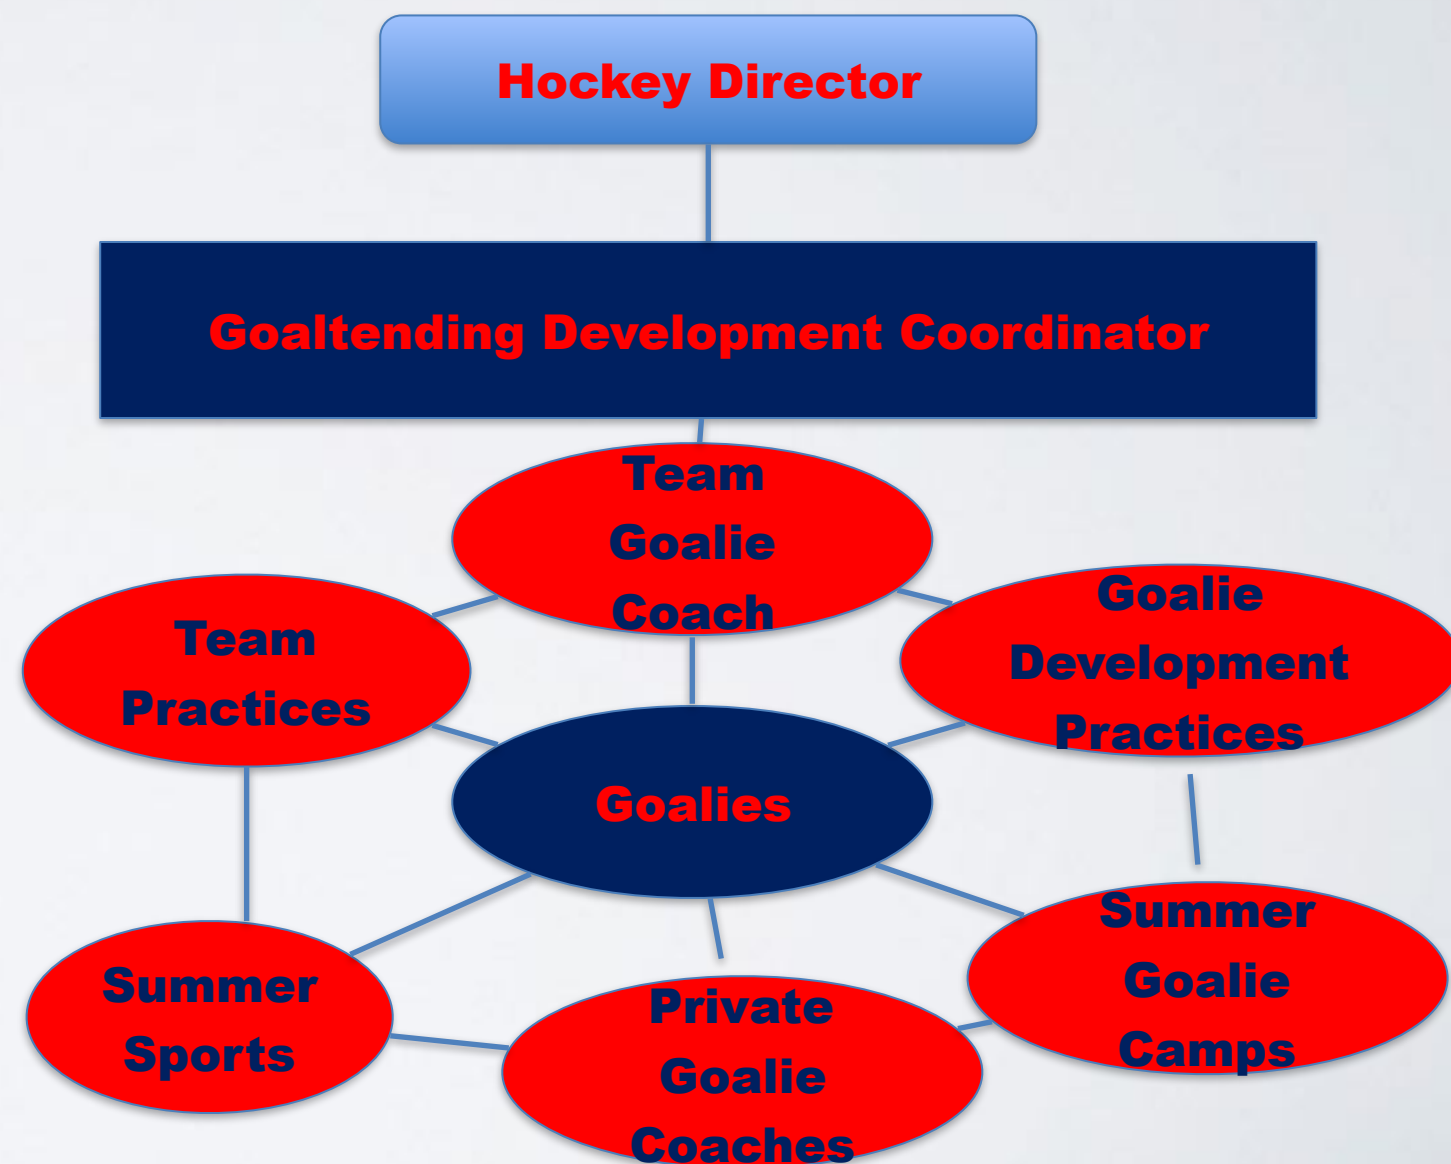 Hockey Director
Goaltending Development Coordinator
Team
Goalie
Coach
Team
Practices
Goalie
Development
Practices
Goalies
Summer
Sports
Private
Goalie
Coaches
Summer
Goalie
Camps